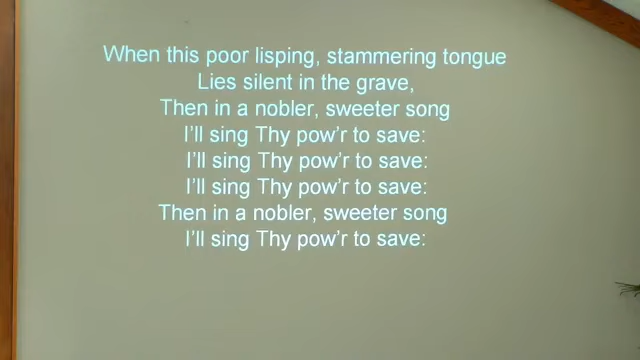 When this poor lisping, stammering tongue
Lies silent in the grave,
Then in a nobler, sweeter song
I'll sing Thy pow'r to save:
I'll sing Thy pow'r to save:
I'll sing Thy pow'r to save:
Then in a nobler, sweeter song
I'll sing Thy pow'r to save: